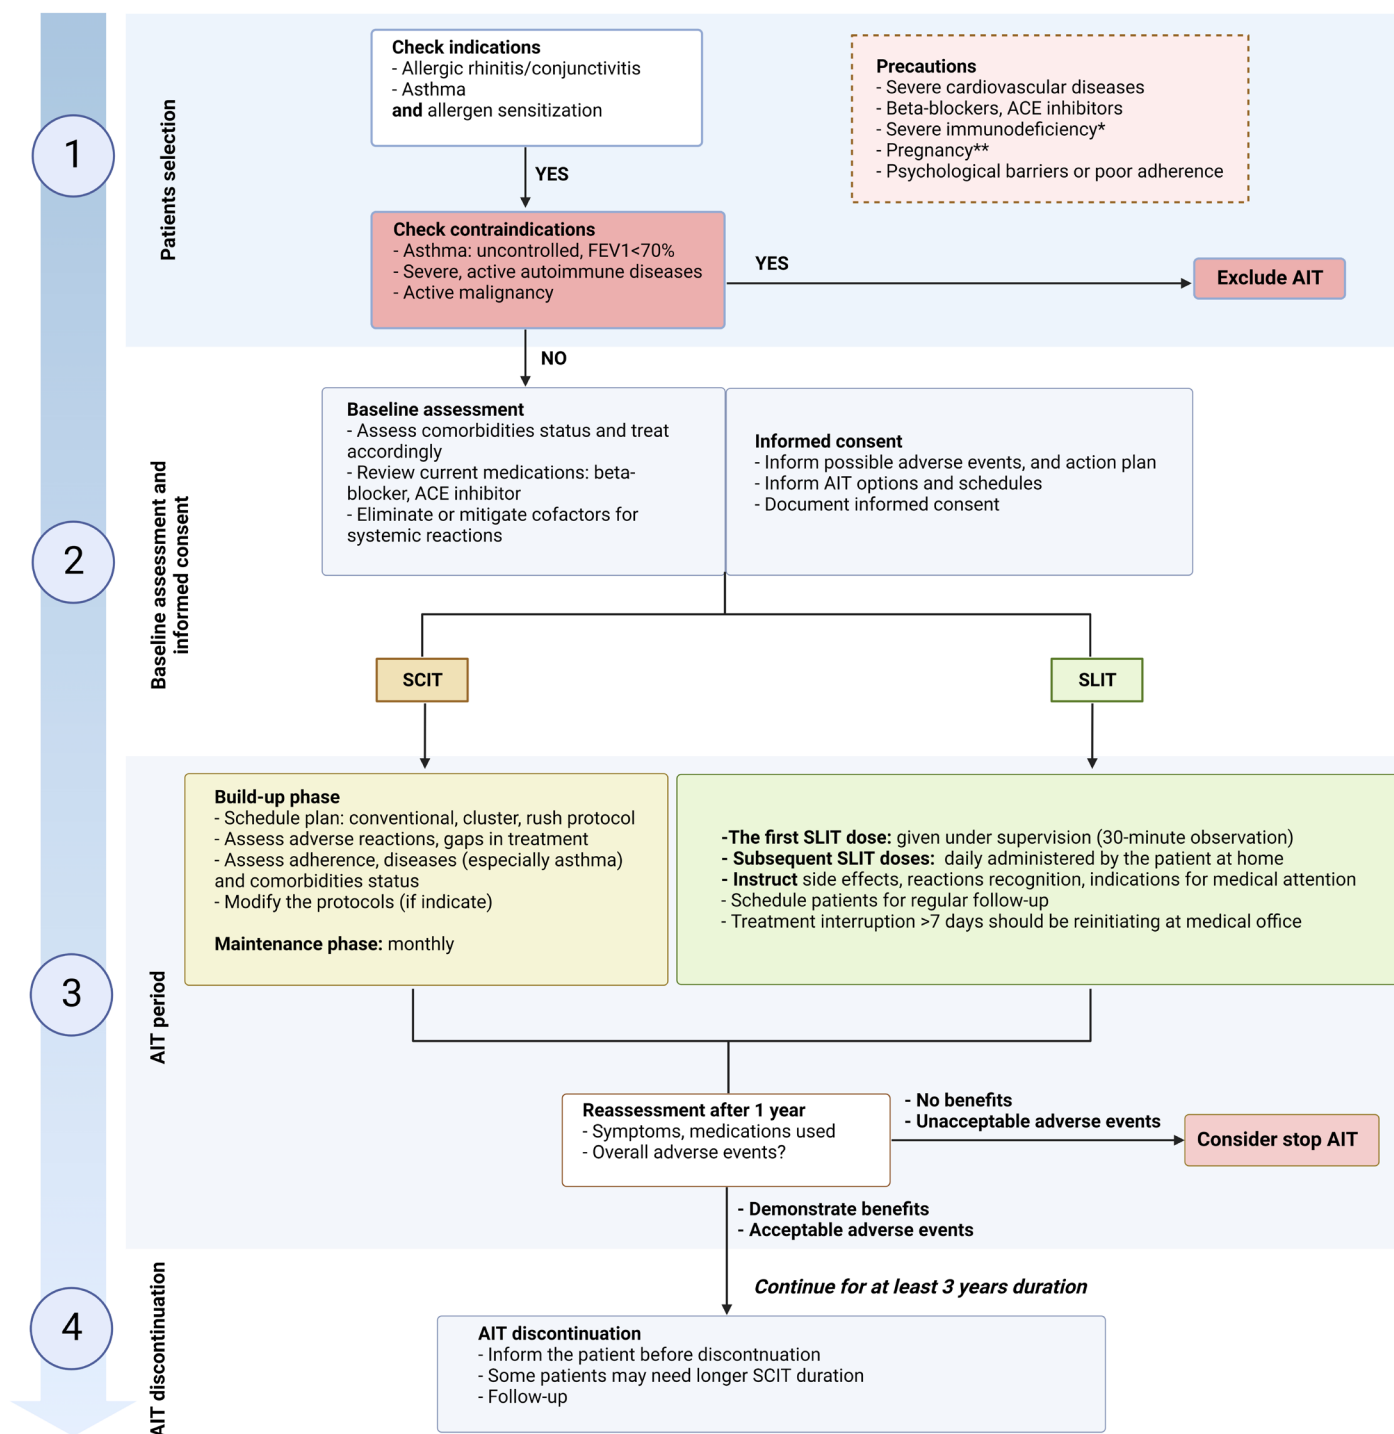 1
Patients selection
Check indications
- Allergic rhinitis/conjunctivitis
- Asthma
and allergen sensitization
Precautions
- Severe cardiovascular diseases
- Beta-blockers, ACE inhibitors
- Severe immunodeficiency*
- Pregnancy**
- Psychological barriers or poor adherence
YES
Check contraindications
- Asthma: uncontrolled, FEV1<70%
- Severe, active autoimmune diseases
- Active malignancy
YES
Exclude AIT
NO
2
Baseline assessment and
informed consent
Baseline assessment
- Assess comorbidities status and treat
accordingly
- Review current medications: beta-
blocker, ACE inhibitor
- Eliminate or mitigate cofactors for
systemic reactions
Informed consent
- Inform possible adverse events, and action plan
- Inform AIT options and schedules
- Document informed consent
SCIT
SLIT
3
AIT period
Build-up phase
- Schedule plan: conventional, cluster, rush protocol
- Assess adverse reactions, gaps in treatment
- Assess adherence, diseases (especially asthma)
and comorbidities status
- Modify the protocols (if indicate)
Maintenance phase: monthly
-The first SLIT dose: given under supervision (30-minute observation)
- Subsequent SLIT doses: daily administered by the patient at home
- Instruct side effects, reactions recognition, indications for medical attention
- Schedule patients for regular follow-up
- Treatment interruption >7 days should be reinitiating at medical office
Reassessment after 1 year
- Symptoms, medications used
- Overall adverse events?
- No benefits
- Unacceptable adverse events
Consider stop AIT
- Demonstrate benefits
- Acceptable adverse events
Continue for at least 3 years duration
4
AIT discontinuation
AIT discontinuation
- Inform the patient before discontnuation
- Some patients may need longer SCIT duration
- Follow-up